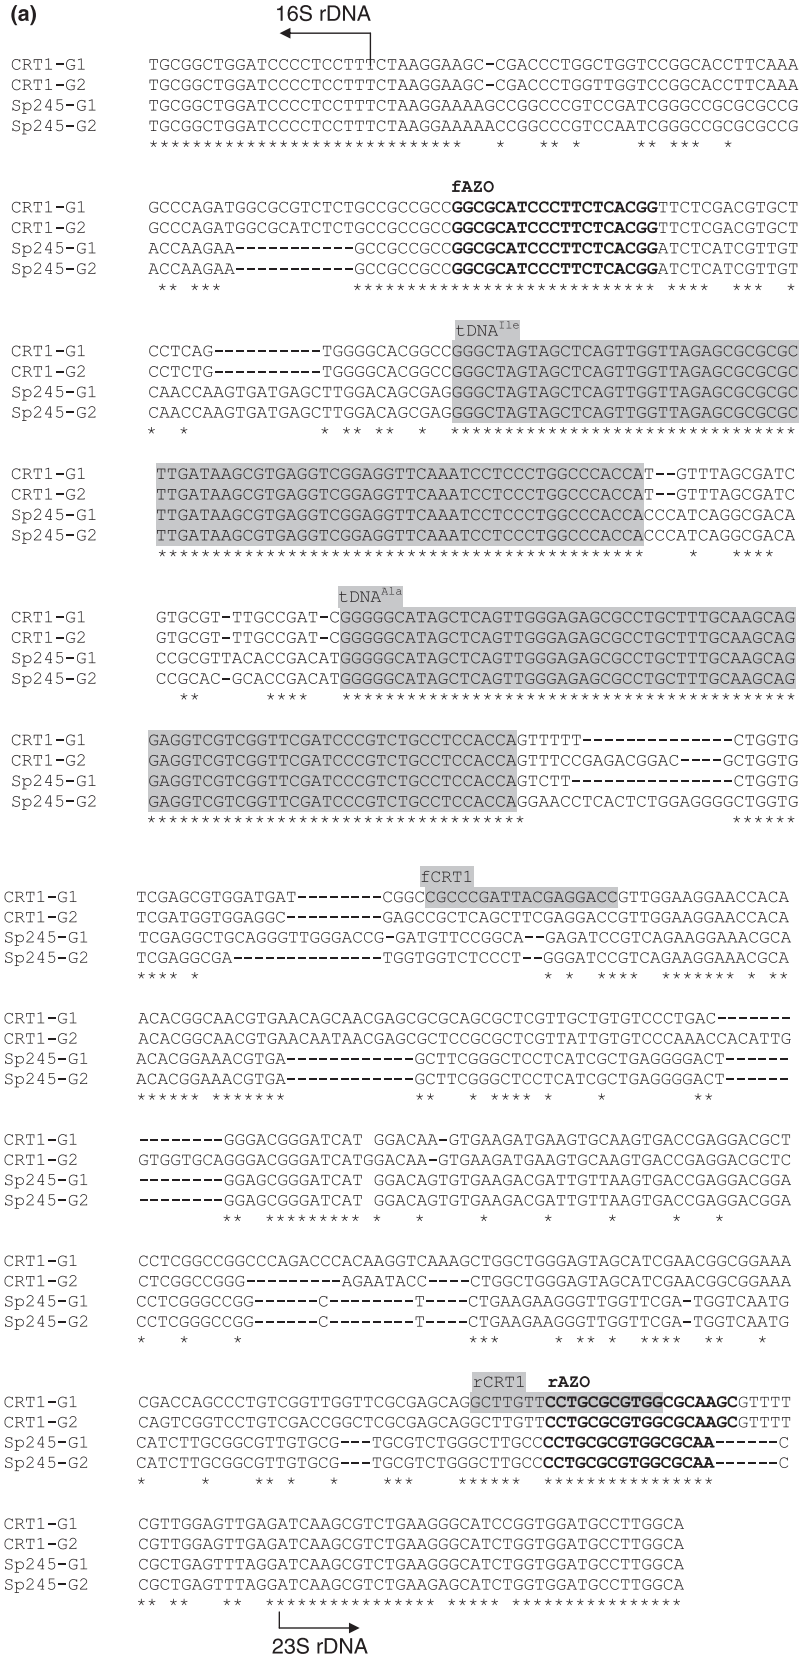 (a)
16S rDNA
CRT1-G1 TGCGGCTGGATCCCCTCCTTTCTAAGGAAGC-CGACCCTGGCTGGTCCGGCACCTTCAAA
CRT1-G2 TGCGGCTGGATCCCCTCCTTTCTAAGGAAGC-CGACCCTGGTTGGTCCGGCACCTTCAAA
Sp245-G1 TGCGGCTGGATCCCCTCCTTTCTAAGGAAAAGCCGGCCCGTCCGATCGGGCCGCGCGCCG
Sp245-G2 TGCGGCTGGATCCCCTCCTTTCTAAGGAAAAACCGGCCCGTCCAATCGGGCCGCGCGCCG
***************************** * ** * ** *** *
fAZO
CRT1-G1 GCCCAGATGGCGCGTCTCTGCCGCCGCCGGCGCATCCCTTCTCACGGTTCTCGACGTGCT
CRT1-G2 GCCCAGATGGCGCATCTCTGCCGCCGCCGGCGCATCCCTTCTCACGGTTCTCGACGTGCT
Sp245-G1 ACCAAGAA-----------GCCGCCGCCGGCGCATCCCTTCTCACGGATCTCATCGTTGT
Sp245-G2 ACCAAGAA-----------GCCGCCGCCGGCGCATCCCTTCTCACGGATCTCATCGTTGT
** *** **************************** **** *** *
tDNAIle
CRT1-G1 CCTCAG----------TGGGGCACGGCCGGGCTAGTAGCTCAGTTGGTTAGAGCGCGCGC
CRT1-G2 CCTCTG----------TGGGGCACGGCCGGGCTAGTAGCTCAGTTGGTTAGAGCGCGCGC
Sp245-G1 CAACCAAGTGATGAGCTTGGACAGCGAGGGGCTAGTAGCTCAGTTGGTTAGAGCGCGCGC
Sp245-G2 CAACCAAGTGATGAGCTTGGACAGCGAGGGGCTAGTAGCTCAGTTGGTTAGAGCGCGCGC
* * * ** ** * ********************************
CRT1-G1 TTGATAAGCGTGAGGTCGGAGGTTCAAATCCTCCCTGGCCCACCAT--GTTTAGCGATC
CRT1-G2 TTGATAAGCGTGAGGTCGGAGGTTCAAATCCTCCCTGGCCCACCAT--GTTTAGCGATC
Sp245-G1 TTGATAAGCGTGAGGTCGGAGGTTCAAATCCTCCCTGGCCCACCACCCATCAGGCGACA
Sp245-G2 TTGATAAGCGTGAGGTCGGAGGTTCAAATCCTCCCTGGCCCACCACCCATCAGGCGACA
********************************************* * ****
tDNAAla
CRT1-G1 GTGCGT-TTGCCGAT-CGGGGGCATAGCTCAGTTGGGAGAGCGCCTGCTTTGCAAGCAG
CRT1-G2 GTGCGT-TTGCCGAT-CGGGGGCATAGCTCAGTTGGGAGAGCGCCTGCTTTGCAAGCAG
Sp245-G1 CCGCGTTACACCGACATGGGGGCATAGCTCAGTTGGGAGAGCGCCTGCTTTGCAAGCAG
Sp245-G2 CCGCAC-GCACCGACATGGGGGCATAGCTCAGTTGGGAGAGCGCCTGCTTTGCAAGCAG
** **** ******************************************
CRT1-G1 GAGGTCGTCGGTTCGATCCCGTCTGCCTCCACCAGTTTTT--------------CTGGTG
CRT1-G2 GAGGTCGTCGGTTCGATCCCGTCTGCCTCCACCAGTTTCCGAGACGGAC----GCTGGTG
Sp245-G1 GAGGTCGTCGGTTCGATCCCGTCTGCCTCCACCAGTCTT---------------CTGGTG
Sp245-G2 GAGGTCGTCGGTTCGATCCCGTCTGCCTCCACCAGGAACCTCACTCTGGAGGGGCTGGTG
*********************************** ******
fCRT1
CRT1-G1 TCGAGCGTGGATGAT--------CGGCCGCCCGATTACGAGGACCGTTGGAAGGAACCACA
CRT1-G2 TCGATGGTGGAGGC---------GAGCCGCTCAGCTTCGAGGACCGTTGGAAGGAACCACA
Sp245-G1 TCGAGGCTGCAGGGTTGGGACCG-GATGTTCCGGCA--GAGATCCGTCAGAAGGAAACGCA
Sp245-G2 TCGAGGCGA--------------TGGTGGTCTCCCT--GGGATCCGTCAGAAGGAAACGCA
**** * * * **** ******* * **
CRT1-G1 ACACGGCAACGTGAACAGCAACGAGCGCGCAGCGCTCGTTGCTGTGTCCCTGAC-------
CRT1-G2 ACACGGCAACGTGAACAATAACGAGCGCTCCGCGCTCGTTATTGTGTCCCAAACCACATTG
Sp245-G1 ACACGGAAACGTGA------------GCTTCGGGCTCCTCATCGCTGAGGGGACT------
Sp245-G2 ACACGGAAACGTGA------------GCTTCGGGCTCCTCATCGCTGAGGGGACT------
****** ******* ** * **** * * **
CRT1-G1 --------GGGACGGGATCAT GGACAA-GTGAAGATGAAGTGCAAGTGACCGAGGACGCT
CRT1-G2 GTGGTGCAGGGACGGGATCATGGACAA-GTGAAGATGAAGTGCAAGTGACCGAGGACGCTC
Sp245-G1 --------GGAGCGGGATCAT GGACAGTGTGAAGACGATTGTTAAGTGACCGAGGACGGA
Sp245-G2 --------GGAGCGGGATCAT GGACAGTGTGAAGACGATTGTTAAGTGACCGAGGACGGA
** ********* * * * * * * *
CRT1-G1 CCTCGGCCGGCCCAGACCCACAAGGTCAAAGCTGGCTGGGAGTAGCATCGAACGGCGGAAA
CRT1-G2 CTCGGCCGGG---------AGAATACC----CTGGCTGGGAGTAGCATCGAACGGCGGAAA
Sp245-G1 CCTCGGGCCGG------C--------T----CTGAAGAAGGGTTGGTTCGA-TGGTCAATG
Sp245-G2 CCTCGGGCCGG------C--------T----CTGAAGAAGGGTTGGTTCGA-TGGTCAATG
* * * *** * ** * **** ** *
rCRT1 rAZO
CRT1-G1 CGACCAGCCCTGTCGGTTGGTTCGCGAGCAGGCTTGTTCCTGCGCGTGGCGCAAGCGTTTT
CRT1-G2 CAGTCGGTCCTGTCGACCGGCTCGCGAGCAGGCTTGTTCCTGCGCGTGGCGCAAGCGTTTT
Sp245-G1 CATCTTGCGGCGTTGTGCG---TGCGTCTGGGCTTGCCCCTGCGCGTGGCGCAA------C
Sp245-G2 CATCTTGCGGCGTTGTGCG---TGCGTCTGGGCTTGCCCCTGCGCGTGGCGCAA------C
* * ** * * *** ****** ****************
CRT1-G1 CGTTGGAGTTGAGATCAAGCGTCTGAAGGGCATCCGGTGGATGCCTTGGCA
CRT1-G2 CGTTGGAGTTGAGATCAAGCGTCTGAAGGGCATCCGGTGGATGCCTTGGCA
Sp245-G1 CGCTGAGTTTAGGATCAAGCGTCTGAAGGGCATCTGGTGGATGCCTTGGCA
Sp245-G2 CGCTGAGTTTAGGATCAAGCGTCTGAAGAGCATCTGGTGGATGCCTTGGCA
** ** ** **************** ***** ****************
23S rDNA